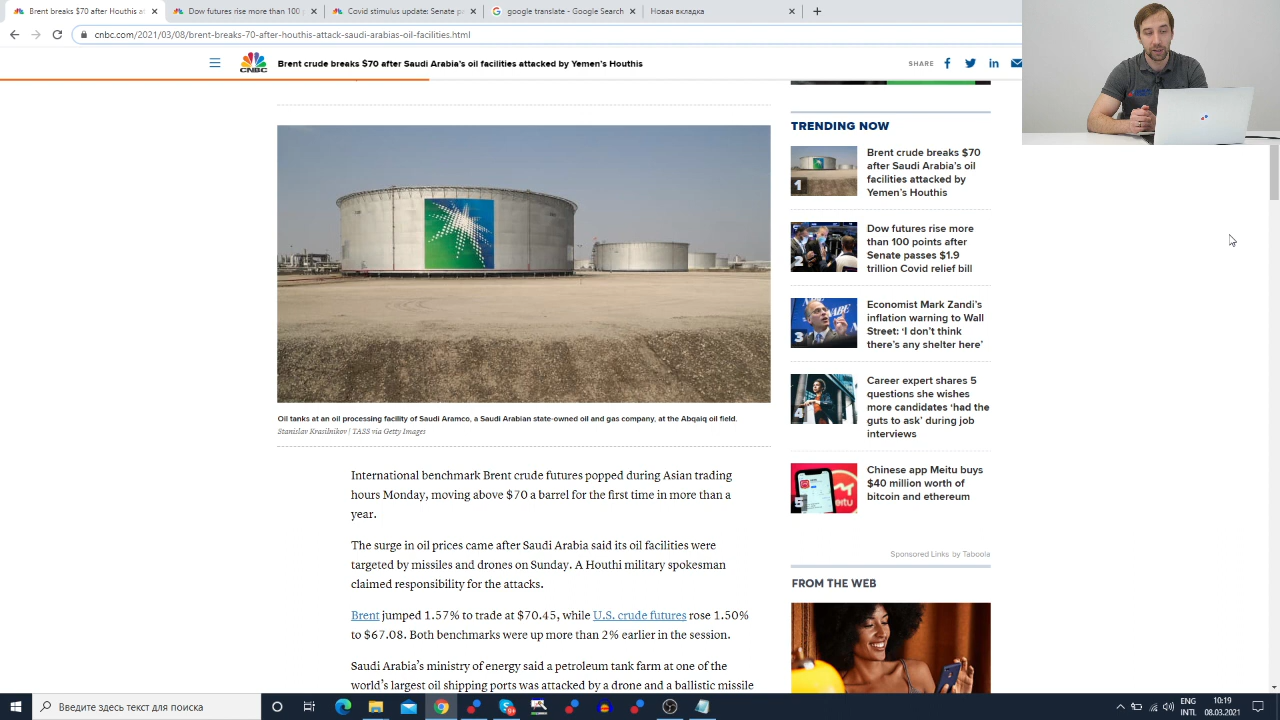 Brent crude breaks $70 after Houthis a
Dow futures rise more than 100 p
Covid stimulus update Senate p
google translate - Google Search
Новая вкладка
cnbc.com/2021/03/08/brent-breaks-70-after-houthis-attack-saudi-arabias-oil-facilities.html
CNBC
Brent crude breaks $70 after Saudi Arabia's oil facilities attacked by Yemen's Houthis
SHARE
TRENDING NOW
1
Brent crude breaks $70
after Saudi Arabia's oil
facilities attacked by
Yemen's Houthis
2
Dow futures rise more
than 100 points after
Senate passes $1.9
trillion Covid relief bill
3
Economist Mark Zandi's
inflation warning to Wall
Street: 'I don't think
there's any shelter here'
4
Career expert shares 5
questions she wishes
more candidates 'had the
guts to ask' during job
interviews
5
Chinese app Meitu buys
$40 million worth of
bitcoin and ethereum
Sponsored Links by Taboola
FROM THE WEB
Oil tanks at an oil processing facility of Saudi Aramco, a Saudi Arabian state-owned oil and gas company, at the Abqaiq oil field.
Stanislav Krasilnikov | TASS via Getty Images
International benchmark Brent crude futures popped during Asian trading
hours Monday, moving above $70 a barrel for the first time in more than a
year.
The surge in oil prices came after Saudi Arabia said its oil facilities were
targeted by missiles and drones on Sunday. A Houthi military spokesman
claimed responsibility for the attacks.
Brent jumped 1.57% to trade at $70.45, while U.S. crude futures rose 1.50%
to $67.08. Both benchmarks were up more than 2% earlier in the session.
Saudi Arabia's ministry of energy said a petroleum tank farm at one of the
world's largest oil shipping ports was attacked by a drone and a ballistic missile
Введите здесь текст для поиска
ENG
INTL
10:19
08.03.2021